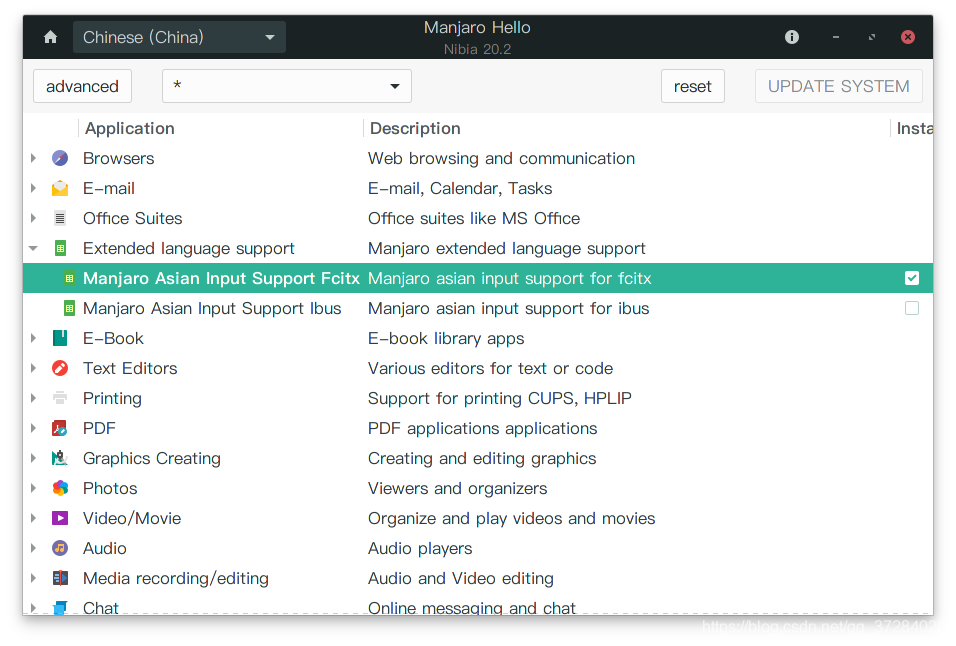 Chinese (China)
Manjaro Hello
Nibia 20.2
advanced
*
reset
UPDATE SYSTEM
Application Description Insta
Browsers Web browsing and communication
E-mail E-mail, Calendar, Tasks
Office Suites Office suites like MS Office
Extended language support Manjaro extended language support
Manjaro Asian Input Support Fcitx Manjaro asian input support for fcitx
Manjaro Asian Input Support Ibus Manjaro asian input support for ibus
E-Book E-book library apps
Text Editors Various editors for text or code
Printing Support for printing CUPS, HPLIP
PDF PDF applications applications
Graphics Creating Creating and editing graphics
Photos Viewers and organizers
Video/Movie Organize and play videos and movies
Audio Audio players
Media recording/editing Audio and Video editing
Chat Online messaging and chat